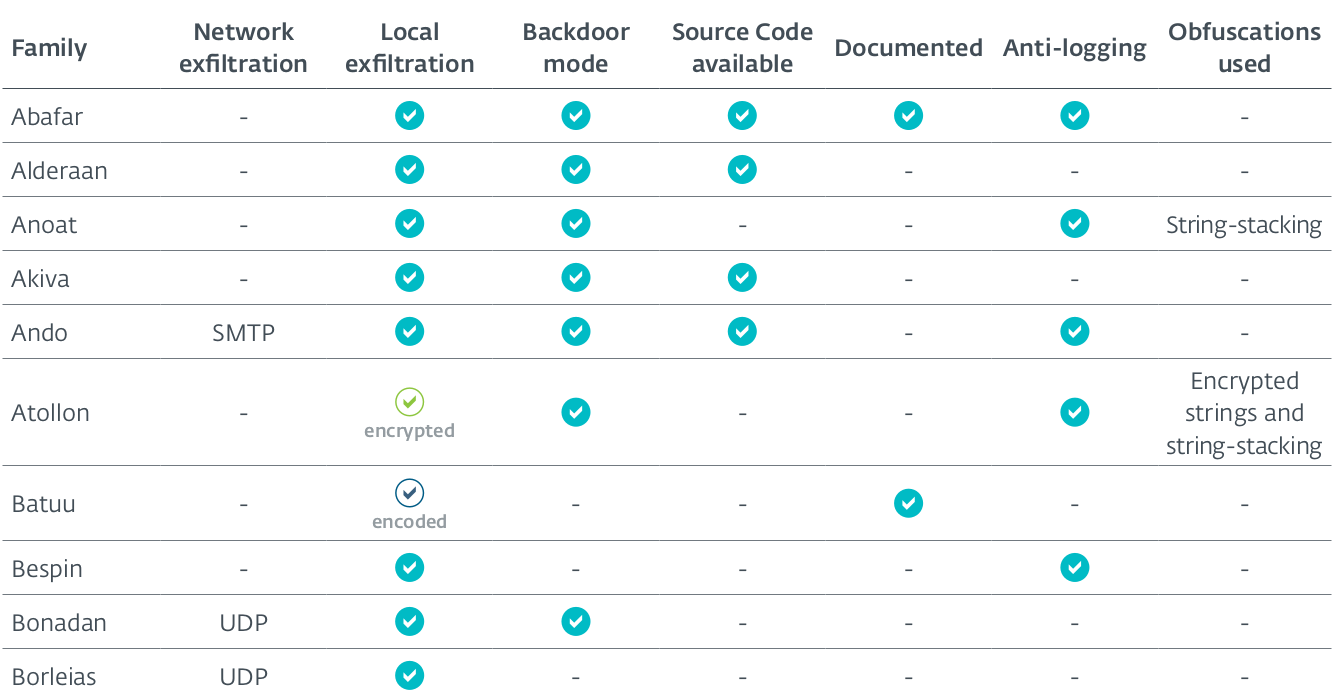 Family Network exfiltration Local exfiltration Backdoor mode Source Code available Documented Anti-logging Obfuscations used
Abafar - - 
Alderaan - - - -
Anoat - - - String-stacking
Akiva - - - -
Ando SMTP - -
Atollon - encrypted - - Encrypted strings and string-stacking
Batuu - encoded - - - -
Bespin - - - - -
Bonadan UDP - - - -
Borleias UDP - - - - -